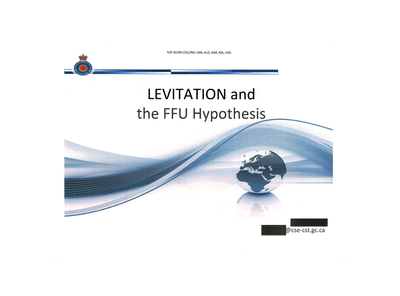 TOP SECRET//SI//REL CAN, AUS, GBR, NZL, USA
LEVITATION and
the FFU Hypothesis
@cse-cst.gc.ca